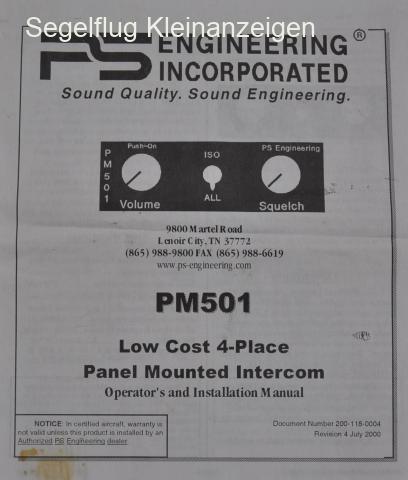 Segelflug Kleinanzeigen
PS ENGINEERING ®
INCORPORATED
Sound Quality. Sound Engineering.
PM501
Push-On
Volume
ISO
ALL
PS Engineering
Squelch
9800 Martel Road
Lenoir City, TN 37772
(865) 988-9800 FAX (865) 988-6619
www.ps-engineering.com
PM501
Low Cost 4-Place
Panel Mounted Intercom
Operator's and Installation Manual
NOTICE: In certified aircraft, warranty is
not valid unless this product is installed by an
Authorized PS Engineering dealer.
Document Number 200-118-0004
Revision 4 July 2000